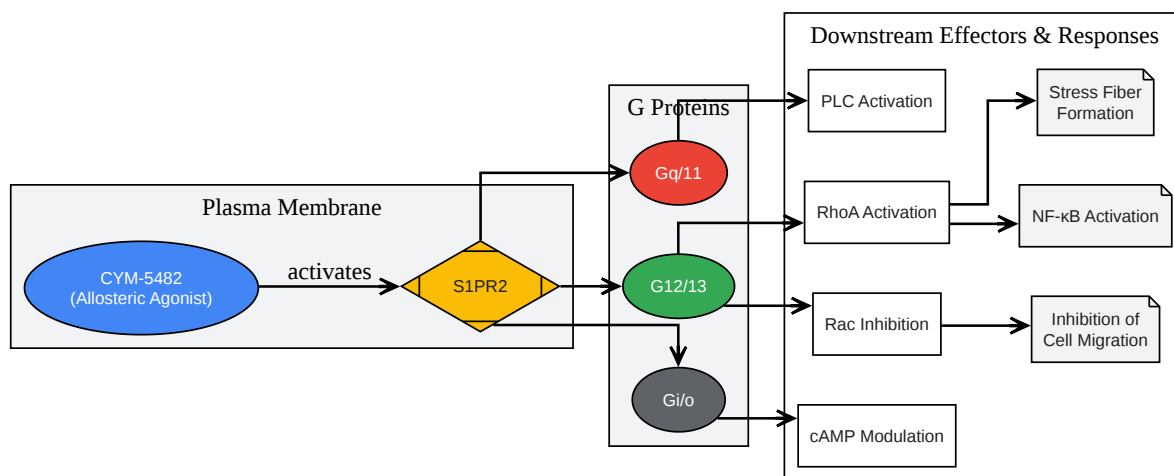 Downstream Effectors & Responses
G Proteins
Plasma Membrane
CYM-5482
(Allosteric Agonist)
activates
S1PR2
Gq/11
G12/13
Gi/o
PLC Activation
RhoA Activation
Rac Inhibition
cAMP Modulation
Stress Fiber
Formation
NF-κB Activation
Inhibition of
Cell Migration